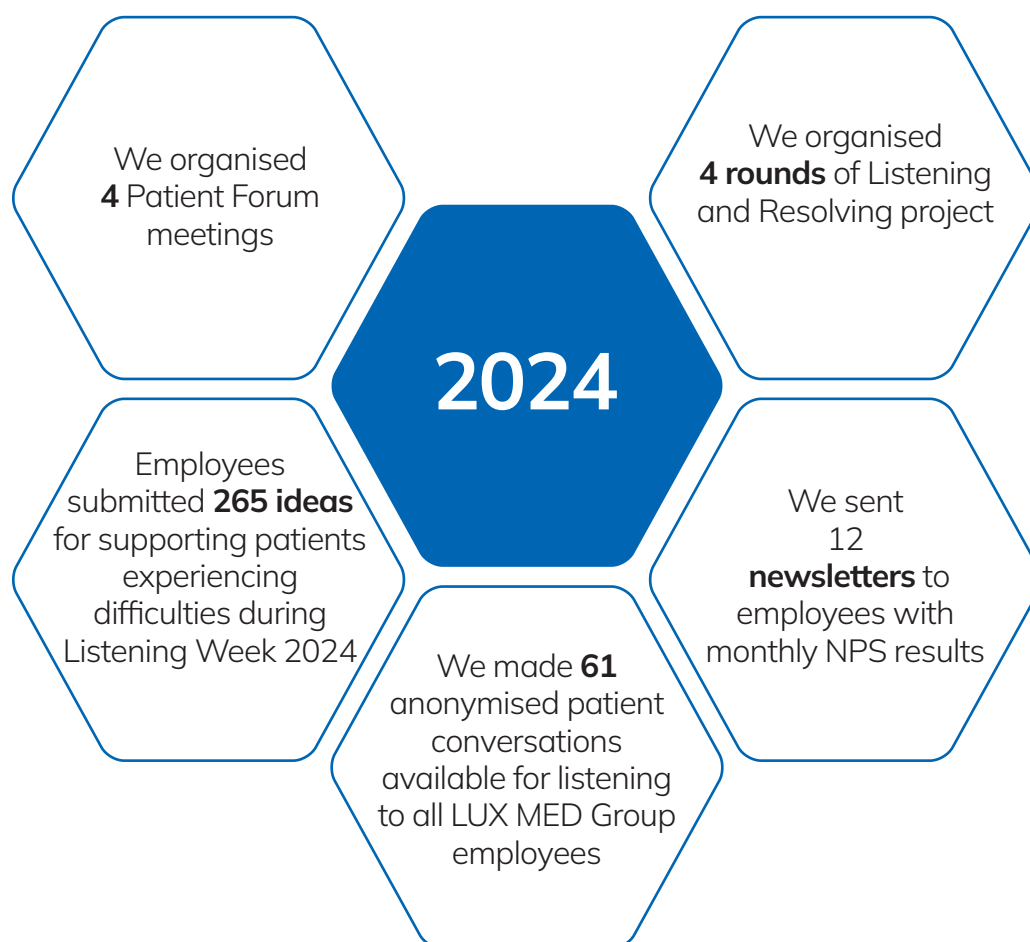 We organised
4 Patient Forum
meetings
We organised
4 rounds of Listening
and Resolving project
2024
Employees
submitted 265 ideas
for supporting patients
experiencing
difficulties during
Listening Week 2024
We sent
12
newsletters to
employees with
monthly NPS results
We made 61
anonymised patient
conversations
available for listening
to all LUX MED Group
employees